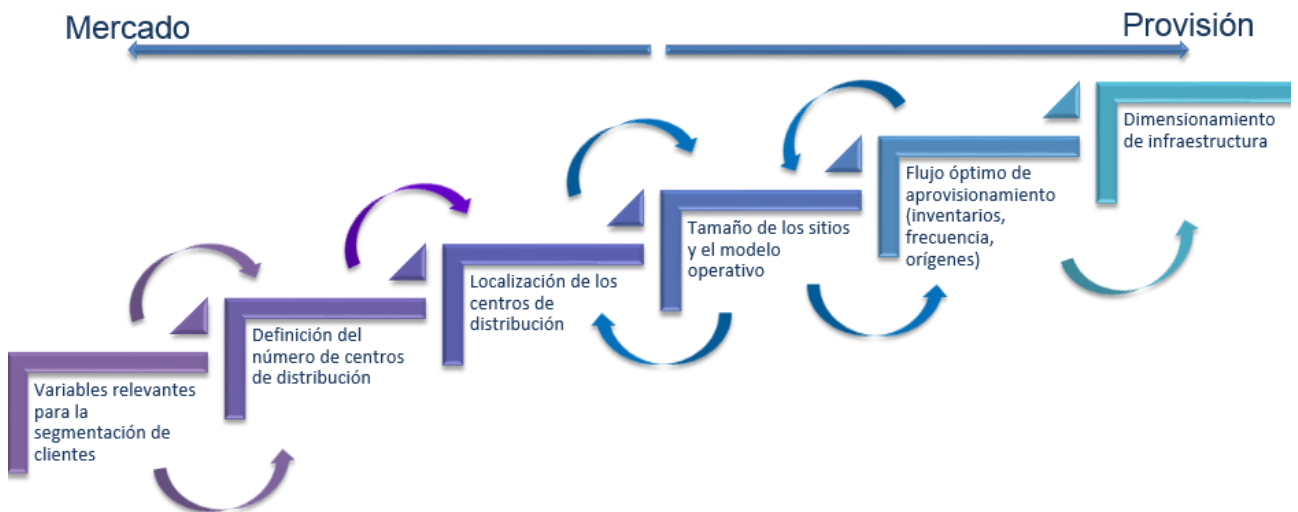 Mercado
Provisión
Variables relevantes
para la
segmentación de
clientes
Definición del
número de centros
de distribución
Localización de los
centros de
distribución
Tamaño de los sitios
y el modelo
operativo
Flujo óptimo de
aprovisionamiento
(inventarios,
frecuencia,
orígenes)
Dimensionamiento
de infraestructura